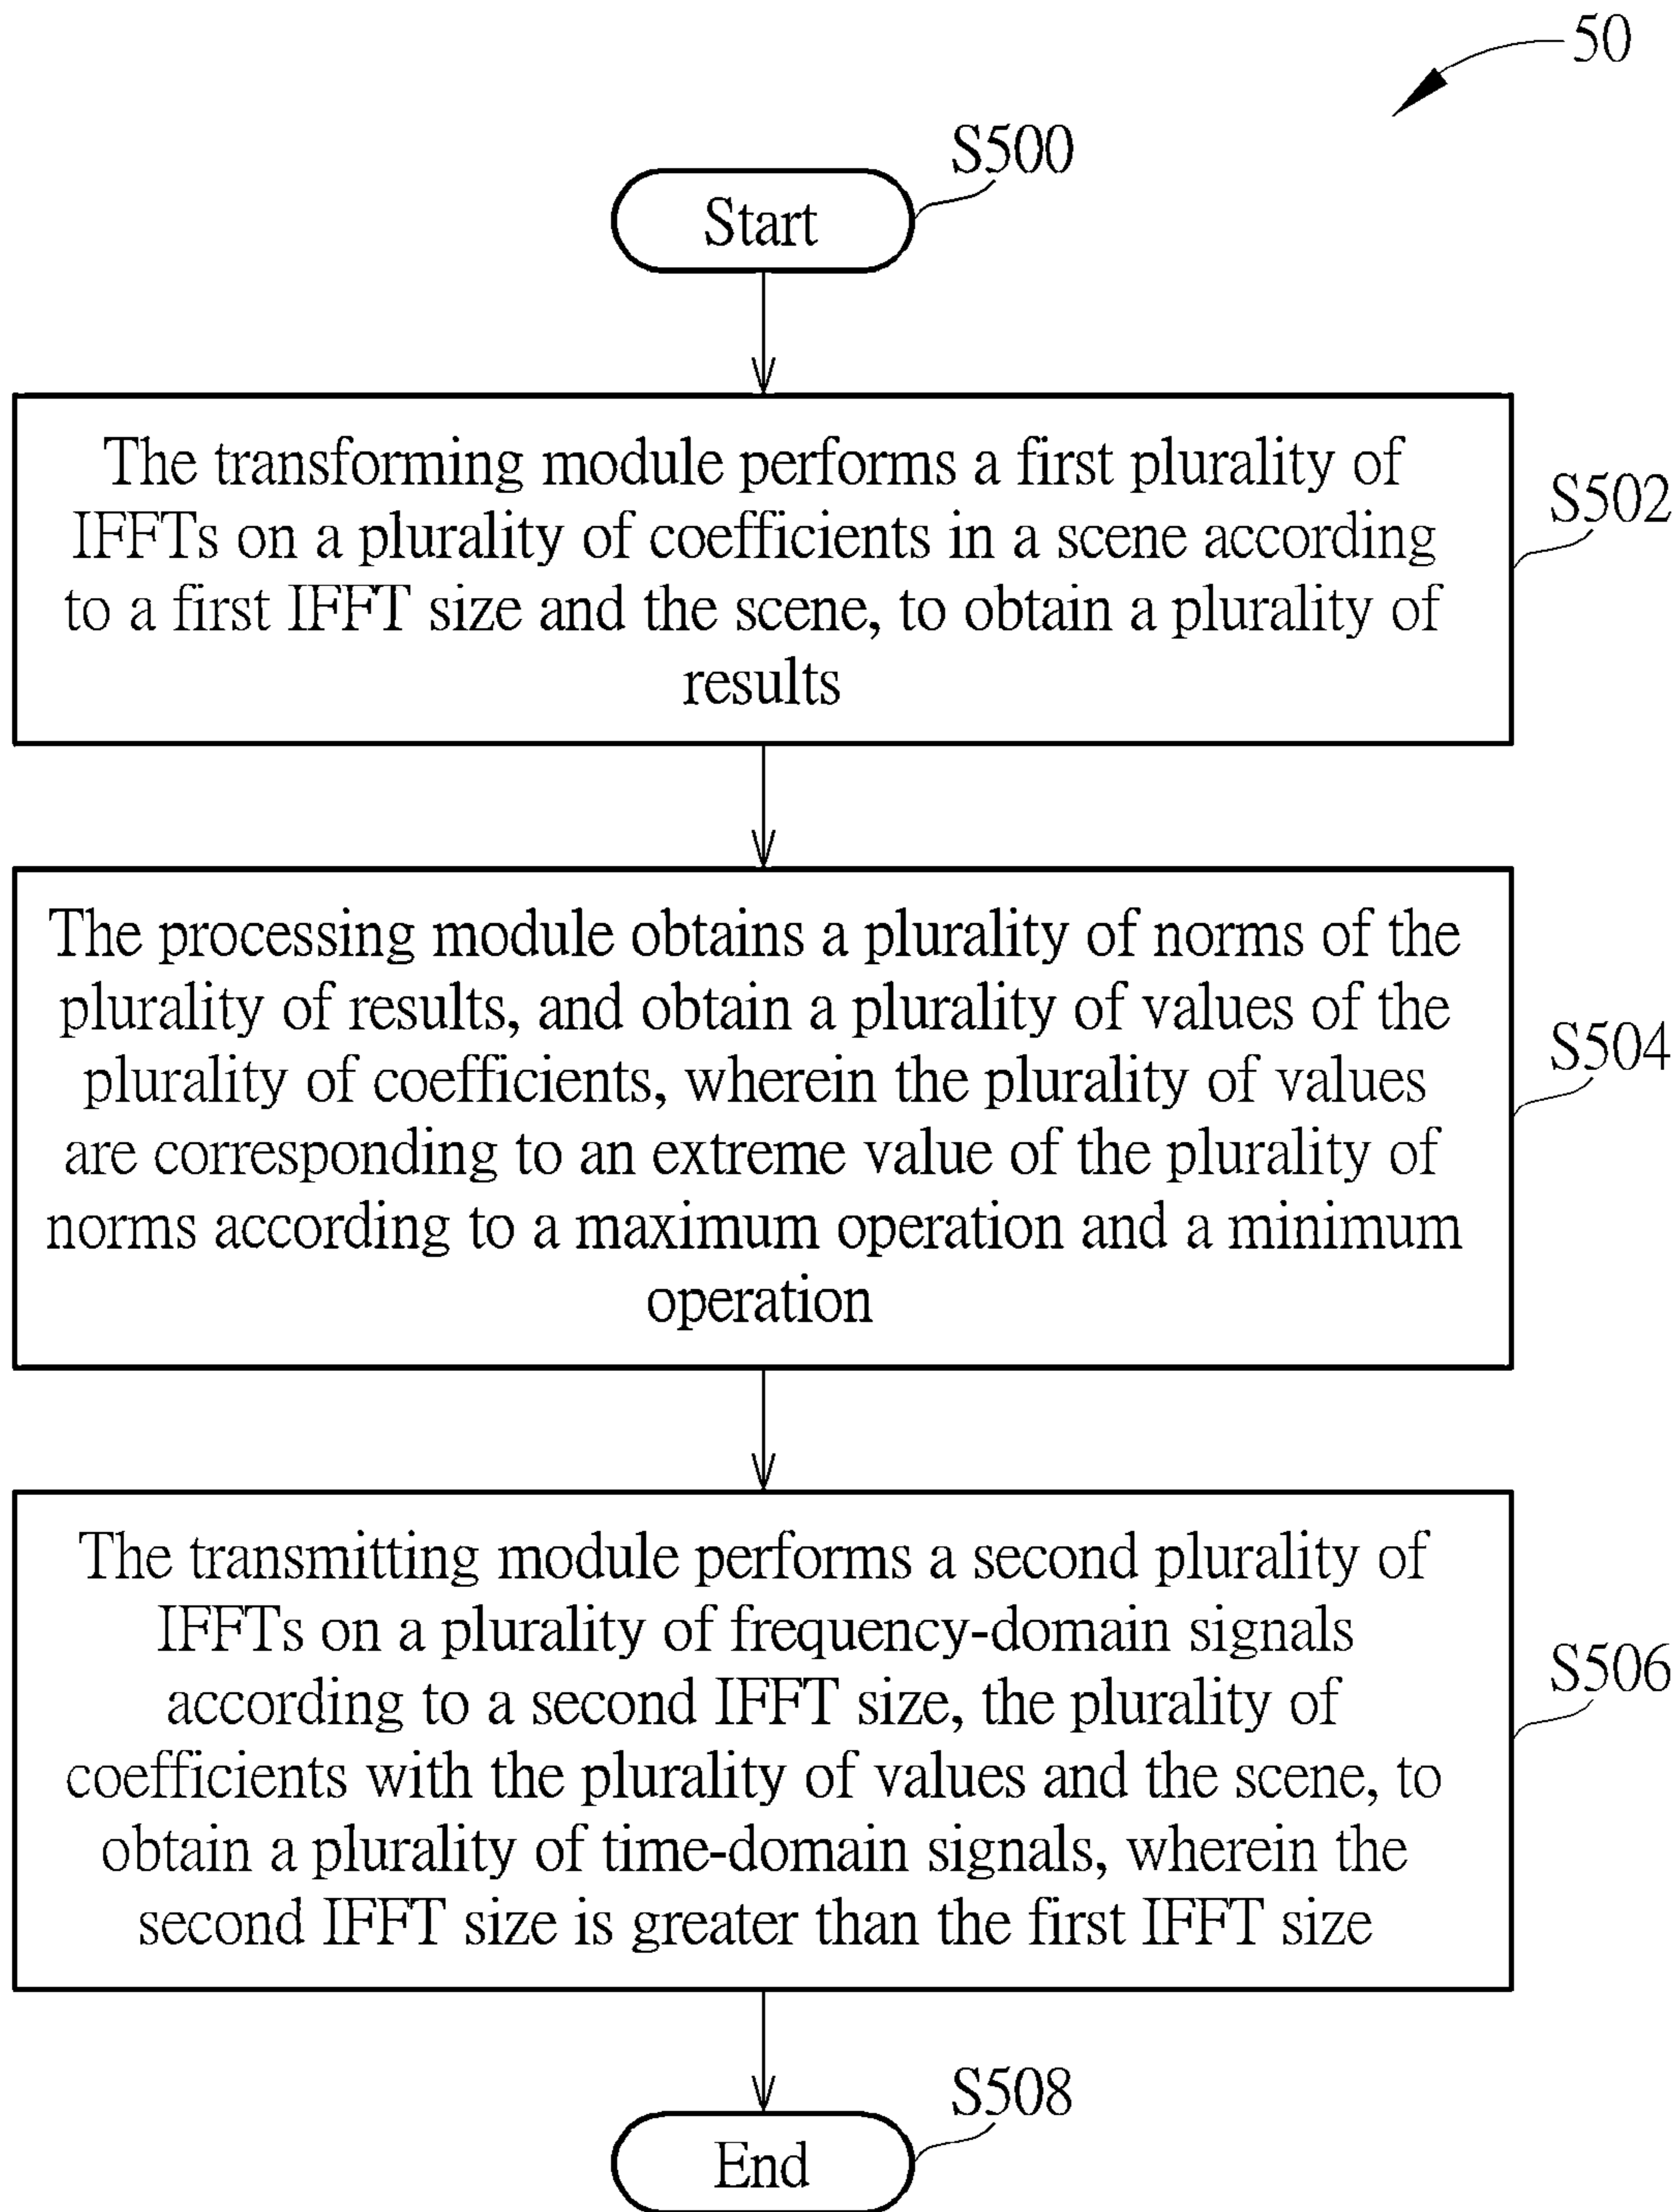 50
S500
Start
The transforming module performs a first plurality of
IFFTs on a plurality of coefficients in a scene according
to a first IFFT size and the scene, to obtain a plurality of
results
S502
The processing module obtains a plurality of norms of the
plurality of results, and obtain a plurality of values of the
plurality of coefficients, wherein the plurality of values
are corresponding to an extreme value of the plurality of
norms according to a maximum operation and a minimum
operation
S504
The transmitting module performs a second plurality of
IFFTs on a plurality of frequency-domain signals
according to a second IFFT size, the plurality of
coefficients with the plurality of values and the scene, to
obtain a plurality of time-domain signals, wherein the
second IFFT size is greater than the first IFFT size
S506
S508
End